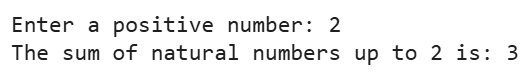 Enter a positive number: 2
The sum of natural numbers up to 2 is: 3